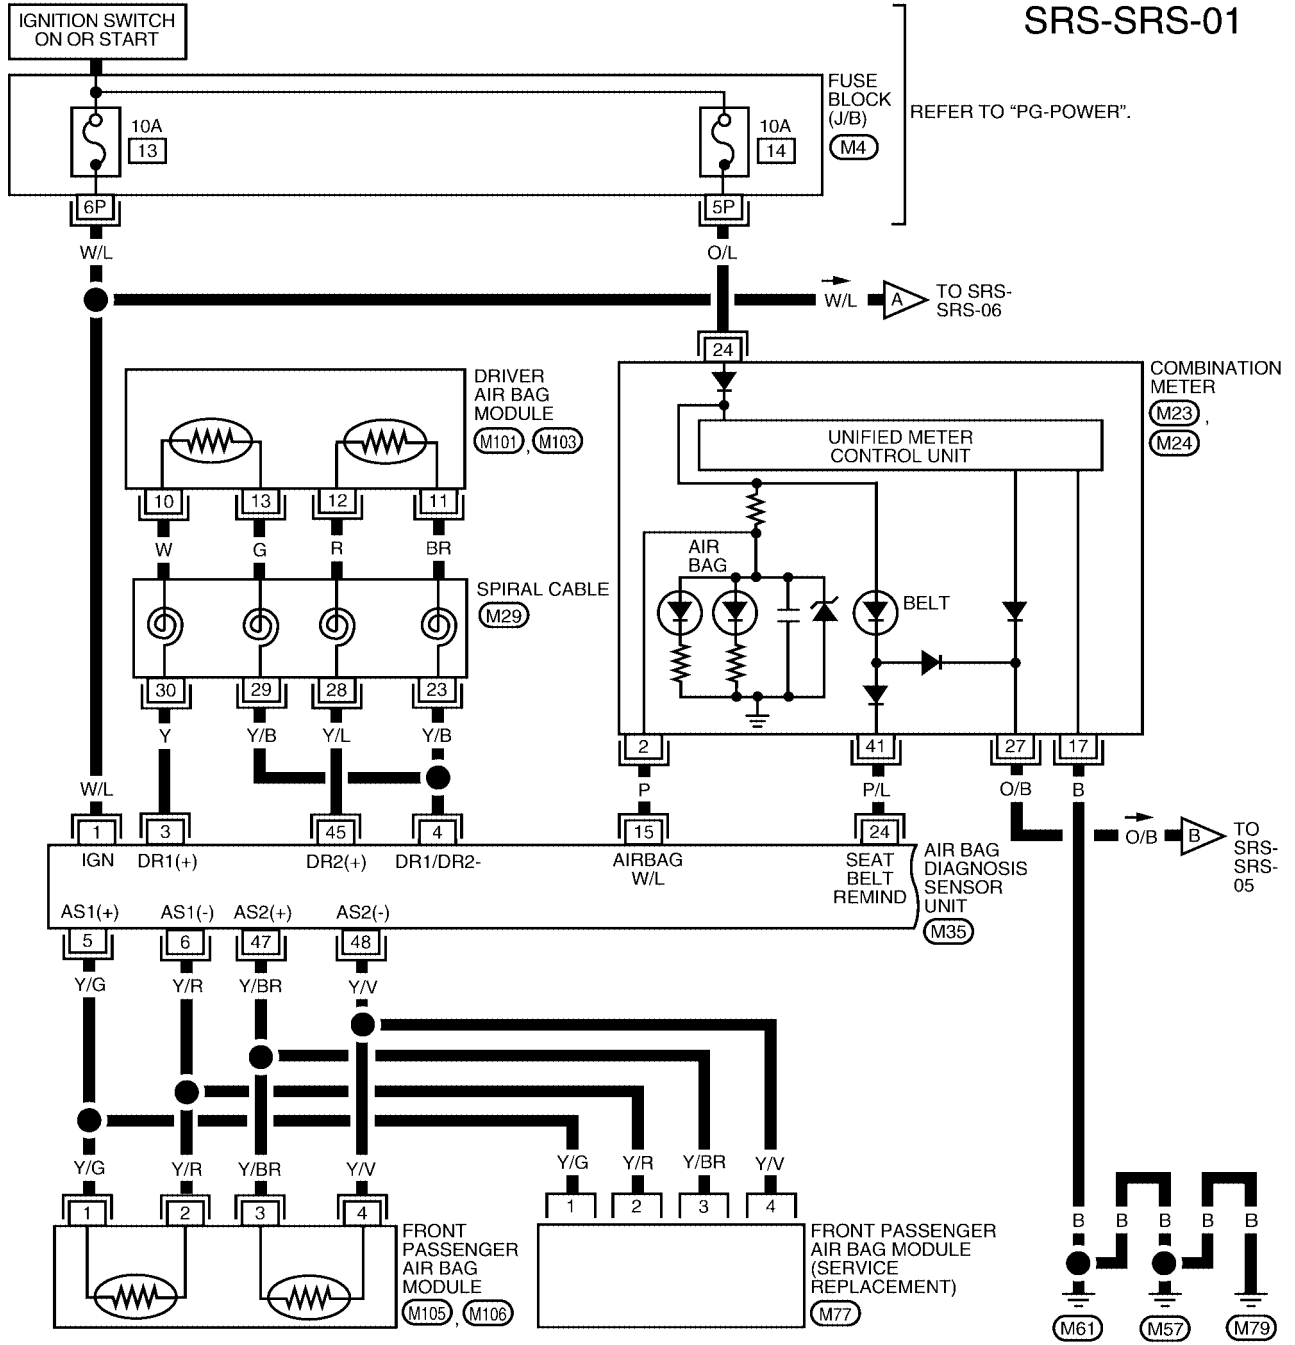 SRS-SRS-01
IGNITION SWITCH
ON OR START
FUSE
BLOCK
(J/B)
M4
REFER TO “PG-POWER”.
10A
13
10A
14
6P
5P
W/L
O/L
W/L
A
TO SRS-
SRS-06
24
DRIVER
AIR BAG
MODULE
M101 , M103
COMBINATION
METER
M23 ,
M24
UNIFIED METER
CONTROL UNIT
10
13
12
11
W
G
R
BR
AIR
BAG
BELT
SPIRAL CABLE
M29
30
29
28
23
Y
Y/B
Y/L
Y/B
2
41
27
17
P
P/L
O/B
B
W/L
1
3
45
4
15
24
O/B
B
TO
SRS-
SRS-
05
IGN
DR1(+)
DR2(+)
DR1/DR2-
AIRBAG
W/L
SEAT
BELT
REMIND
AIR BAG
DIAGNOSIS
SENSOR
UNIT
M35
AS1(+)
AS1(-)
AS2(+)
AS2(-)
5
6
47
48
Y/G
Y/R
Y/BR
Y/V
Y/G
Y/R
Y/BR
Y/V
Y/G
Y/R
Y/BR
Y/V
1
2
3
4
1
2
3
4
FRONT
PASSENGER
AIR BAG
MODULE
M105 , M106
FRONT PASSENGER
AIR BAG MODULE
(SERVICE
REPLACEMENT)
M77
B
B
B
B
B
M61
M57
M79